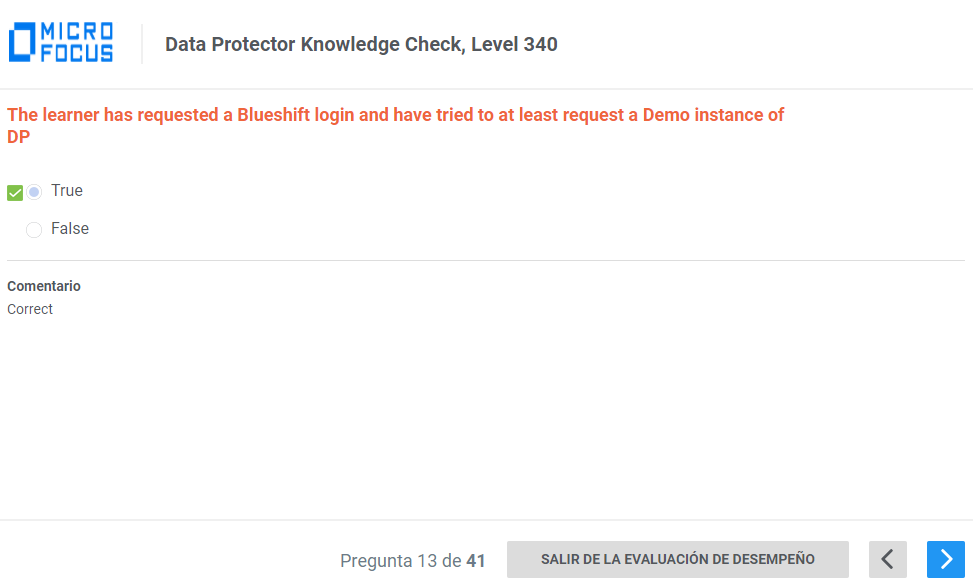 MICRO
FOCUS
Data Protector Knowledge Check, Level 340
The learner has requested a Blueshift login and have tried to at least request a Demo instance of
DP
True
False
Comentario
Correct
Pregunta 13 de 41
SALIR DE LA EVALUACIÓN DE DESEMPEÑO